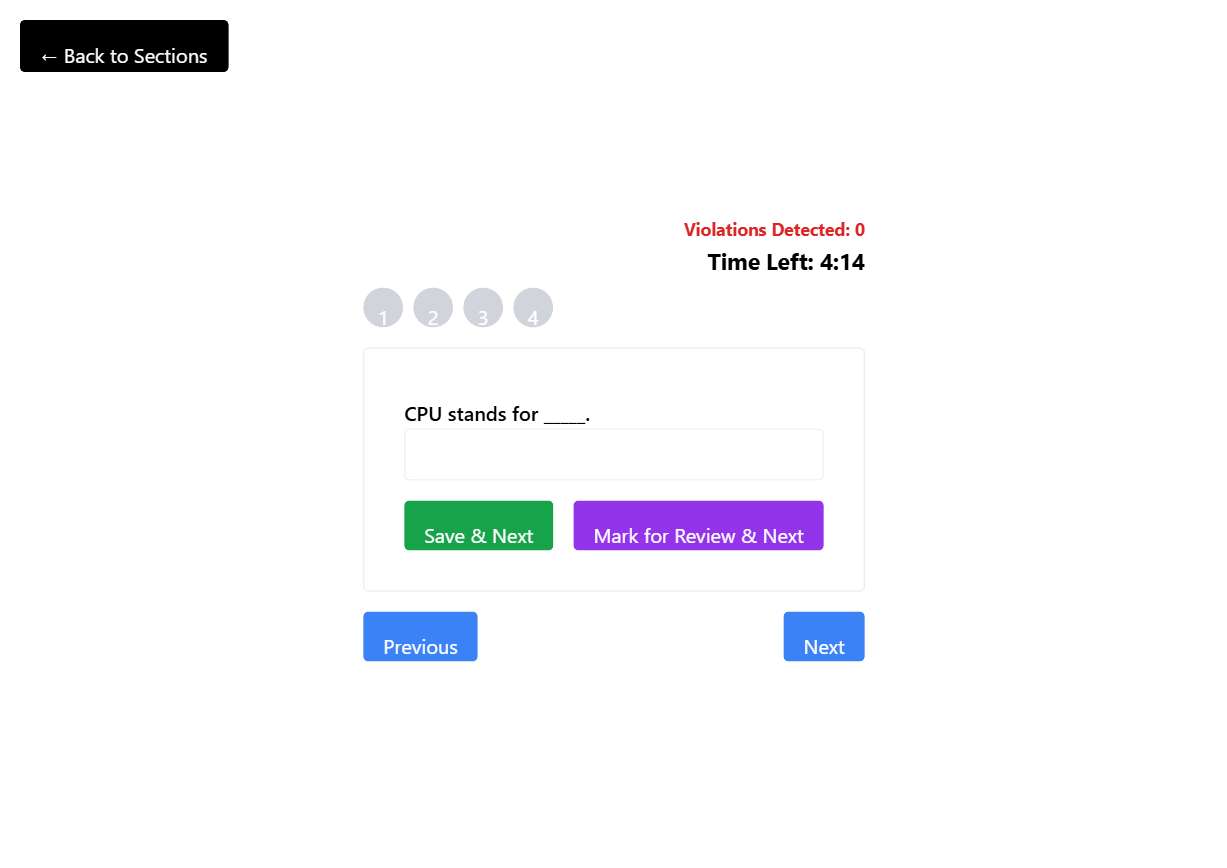 ← Back to Sections
Violations Detected: 0
Time Left: 4:14
1 2 3 4
CPU stands for _____.
Save & Next Mark for Review & Next
Previous Next